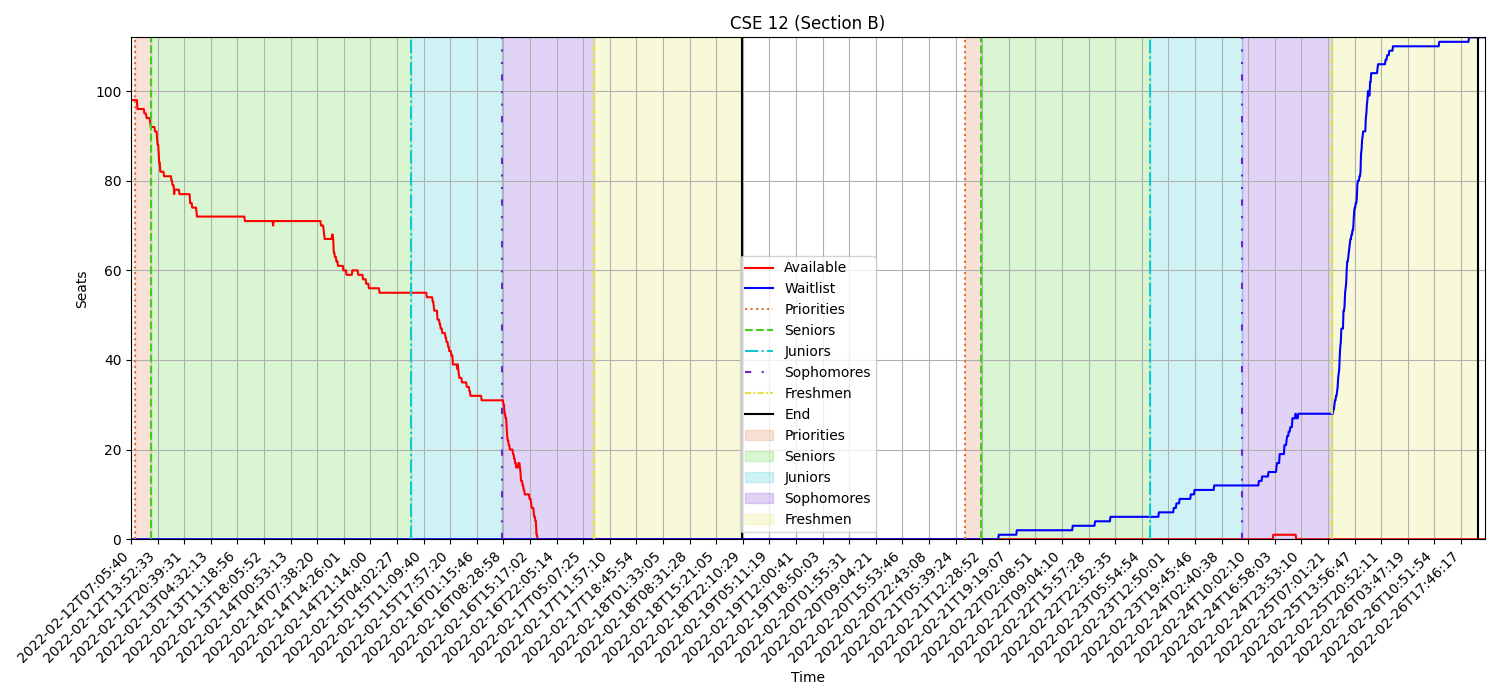 CSE 12 (Section B)
Seats
100
80
60
40
20
0
Available
Waitlist
Priorities
Seniors
Juniors
Sophomores
Freshmen
End
Priorities
Seniors
Juniors
Sophomores
Freshmen
2022-02-12T07:05:40
2022-02-12T13:52:33
2022-02-12T20:39:31
2022-02-13T04:32:13
2022-02-13T11:18:56
2022-02-13T18:05:52
2022-02-14T00:53:13
2022-02-14T07:38:20
2022-02-14T14:26:01
2022-02-14T21:14:00
2022-02-15T04:02:27
2022-02-15T11:09:40
2022-02-15T17:57:20
2022-02-16T01:15:46
2022-02-16T08:28:58
2022-02-16T15:17:02
2022-02-16T22:05:14
2022-02-17T05:07:25
2022-02-17T11:57:10
2022-02-17T18:45:54
2022-02-18T01:33:05
2022-02-18T08:31:28
2022-02-18T15:21:05
2022-02-18T22:10:29
2022-02-19T05:11:19
2022-02-19T12:00:41
2022-02-19T18:50:03
2022-02-20T01:55:31
2022-02-20T09:04:21
2022-02-20T15:53:46
2022-02-20T22:43:08
2022-02-21T05:39:24
2022-02-21T12:28:52
2022-02-21T19:19:07
2022-02-22T02:08:51
2022-02-22T09:04:10
2022-02-22T15:57:28
2022-02-22T22:52:35
2022-02-23T05:54:54
2022-02-23T12:50:01
2022-02-23T19:45:46
2022-02-24T02:40:38
2022-02-24T10:02:10
2022-02-24T16:58:03
2022-02-24T23:53:10
2022-02-25T07:01:21
2022-02-25T13:56:47
2022-02-25T20:52:11
2022-02-26T03:47:19
2022-02-26T10:51:54
2022-02-26T17:46:17
Time